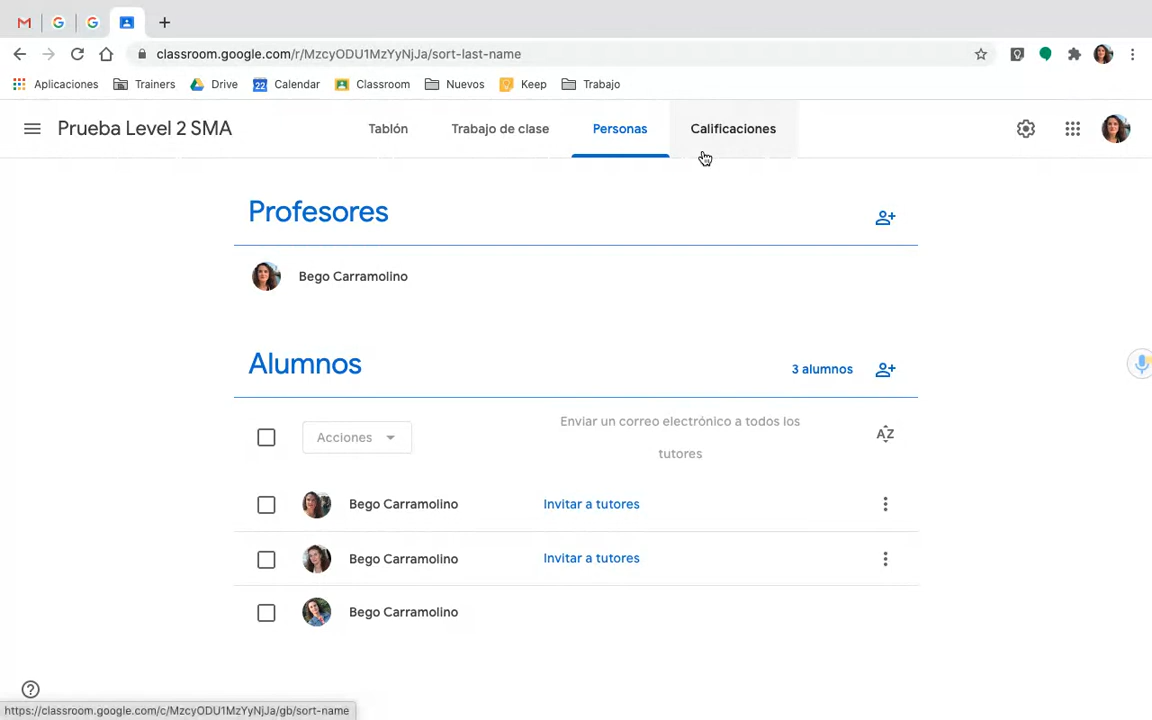 classroom.google.com/r/MzcyODU1MzYyNjJa/sort-last-name
Aplicaciones Trainers Drive 22 Calendar Classroom Nuevos Keep Trabajo
Prueba Level 2 SMA Tablón Trabajo de clase Personas Calificaciones
Profesores
Bego Carramolino
Alumnos 3 alumnos
Acciones
Enviar un correo electrónico a todos los
tutores
AZ
Bego Carramolino Invitar a tutores
Bego Carramolino Invitar a tutores
Bego Carramolino
https://classroom.google.com/c/MzcyODU1MzYyNjJa/gb/sort-name